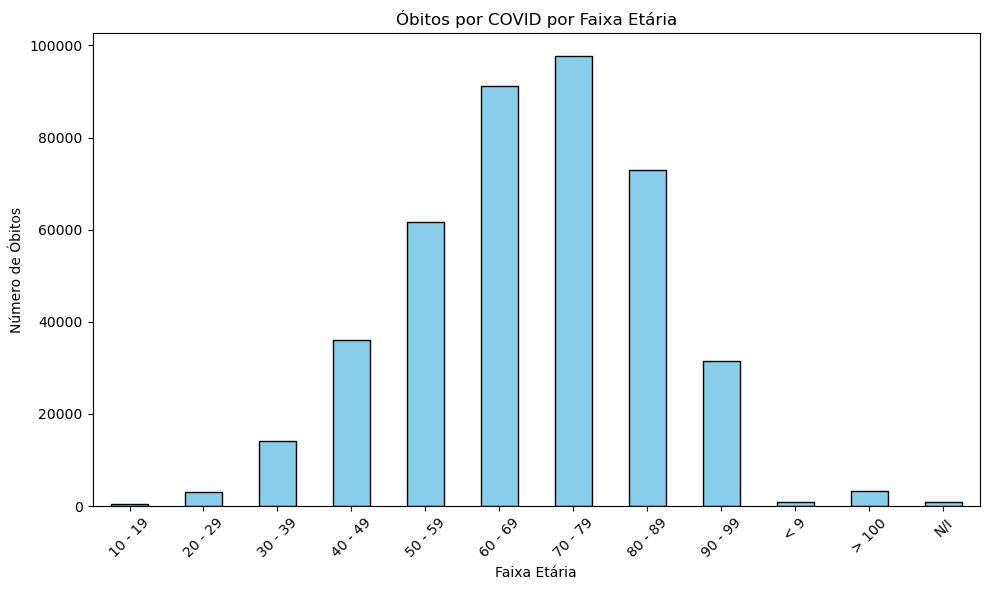 Óbitos por COVID por Faixa Etária
Número de Óbitos
100000
80000
60000
40000
20000
0
10 - 19
20 - 29
30 - 39
40 - 49
50 - 59
60 - 69
70 - 79
80 - 89
90 - 99
< 9
> 100
N/I
Faixa Etária